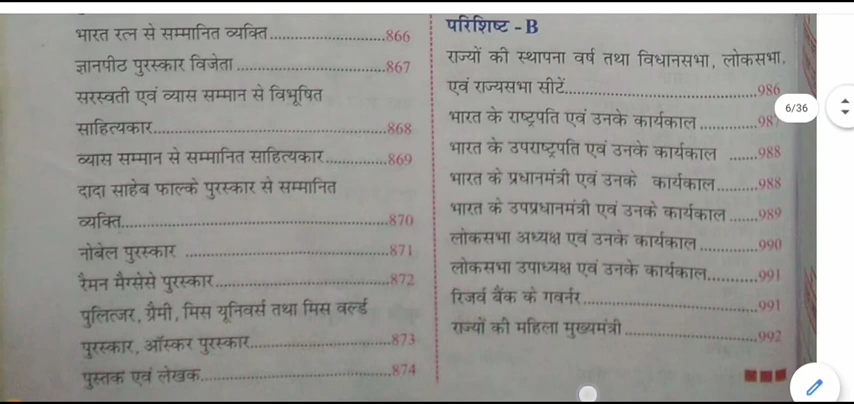 भारत रत्न से सम्मानित व्यक्ति.........................866
ज्ञानपीठ पुरस्कार विजेता.................................867
सरस्वती एवं व्यास सम्मान से विभूषित
साहित्यकार....................................................868
व्यास सम्मान से सम्मानित साहित्यकार.............869
दादा साहेब फाल्के पुरस्कार से सम्मानित
व्यक्ति...........................................................870
नोबेल पुरस्कार .............................................871
रैमन मैग्सेसे पुरस्कार......................................872
पुलित्जर, ग्रैमी, मिस यूनिवर्स तथा मिस वर्ल्ड
पुरस्कार, ऑस्कर पुरस्कार...............................873
पुस्तक एवं लेखक..........................................874
परिशिष्ट - B
राज्यों की स्थापना वर्ष तथा विधानसभा, लोकसभा,
एवं राज्यसभा सीटें..........................................986
भारत के राष्ट्रपति एवं उनके कार्यकाल ............
भारत के उपराष्ट्रपति एवं उनके कार्यकाल .......988
भारत के प्रधानमंत्री एवं उनके कार्यकाल.........988
भारत के उपप्रधानमंत्री एवं उनके कार्यकाल ......989
लोकसभा अध्यक्ष एवं उनके कार्यकाल.............990
लोकसभा उपाध्यक्ष एवं उनके कार्यकाल...........991
रिजर्व बैंक के गवर्नर......................................991
राज्यों की महिला मुख्यमंत्री.............................992
6/36